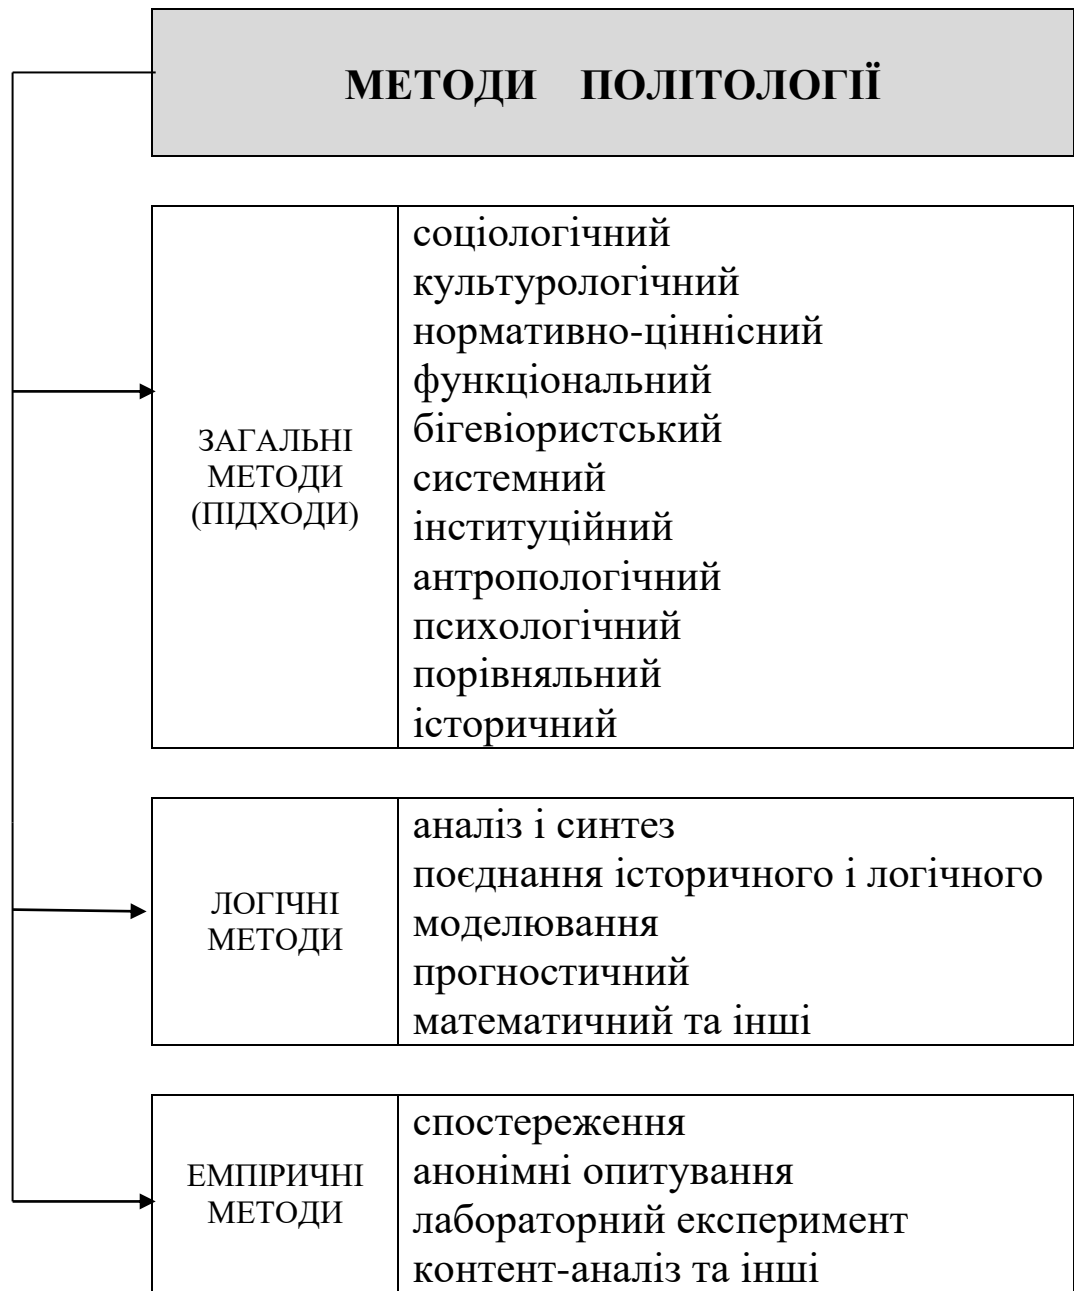 МЕТОДИ ПОЛІТОЛОГІЇ
ЗАГАЛЬНІ
МЕТОДИ
(ПІДХОДИ)
соціологічний
культурологічний
нормативно-ціннісний
функціональний
бігевіористський
системний
інституційний
антропологічний
психологічний
порівняльний
історичний
ЛОГІЧНІ
МЕТОДИ
аналіз і синтез
поєднання історичного і логічного
моделювання
прогностичний
математичний та інші
ЕМПІРИЧНІ
МЕТОДИ
спостереження
анонімні опитування
лабораторний експеримент
контент-аналіз та інші